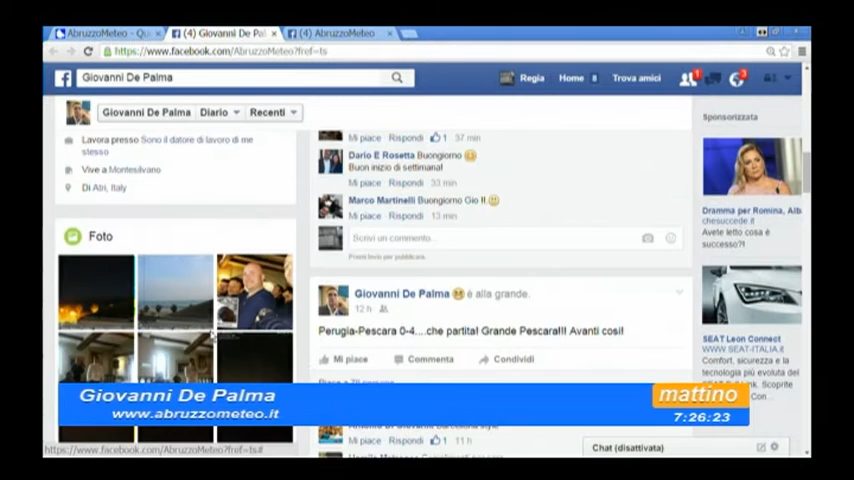 AbruzzoMeteo - Qu
(4) Giovanni De Pal
(4) AbruzzoMeteo
https://www.facebook.com/AbruzzoMeteo?fref=ts
Giovanni De Palma
Regia
Home 8
Trova amici
1
3
Giovanni De Palma
Diario
Recenti
Sponsorizzata
Lavora presso Sono il datore di lavoro di me
stesso
Vive a Montesilvano
Di Atri, Italy
Foto
Mi piace Rispondi 1 37 min
Dario E Rosetta Buongiorno
Buon inizio di settimana!
Mi piace Rispondi 33 min
Marco Martinelli Buongiorno Gio !!
Mi piace Rispondi 13 min
Scrivi un commento...
Premi Invio per pubblicare.
Giovanni De Palma è alla grande.
12 h
Perugia-Pescara 0-4....che partita! Grande Pescara!!! Avanti così!
Mi piace Commenta Condividi
Dramma per Romina, Alb
chesuccede.it
Avete letto cosa è
successo?!
SEAT Leon Connect
WWW.SEAT-ITALIA.it
Comfort, sicurezza e la
tecnologia più evoluta del
Scriplite
Con...
Giovanni De Palma
www.abruzzometeo.it
mattino
7:26:23
Mi piace Rispondi 1 11 h
Chat (disattivata)
https://www.facebook.com/AbruzzoMeteo?fref=ts#